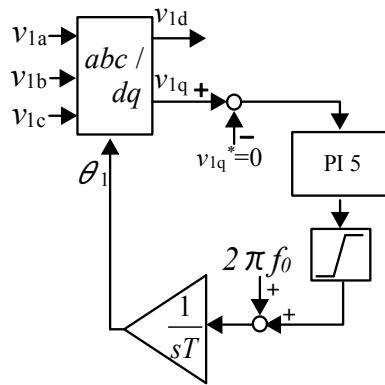 v1a
v1b
v1c
abc /
dq
v1d
v1q
+
−
v1q*=0
PI 5
θ1
2πf0
+
+
1
sT